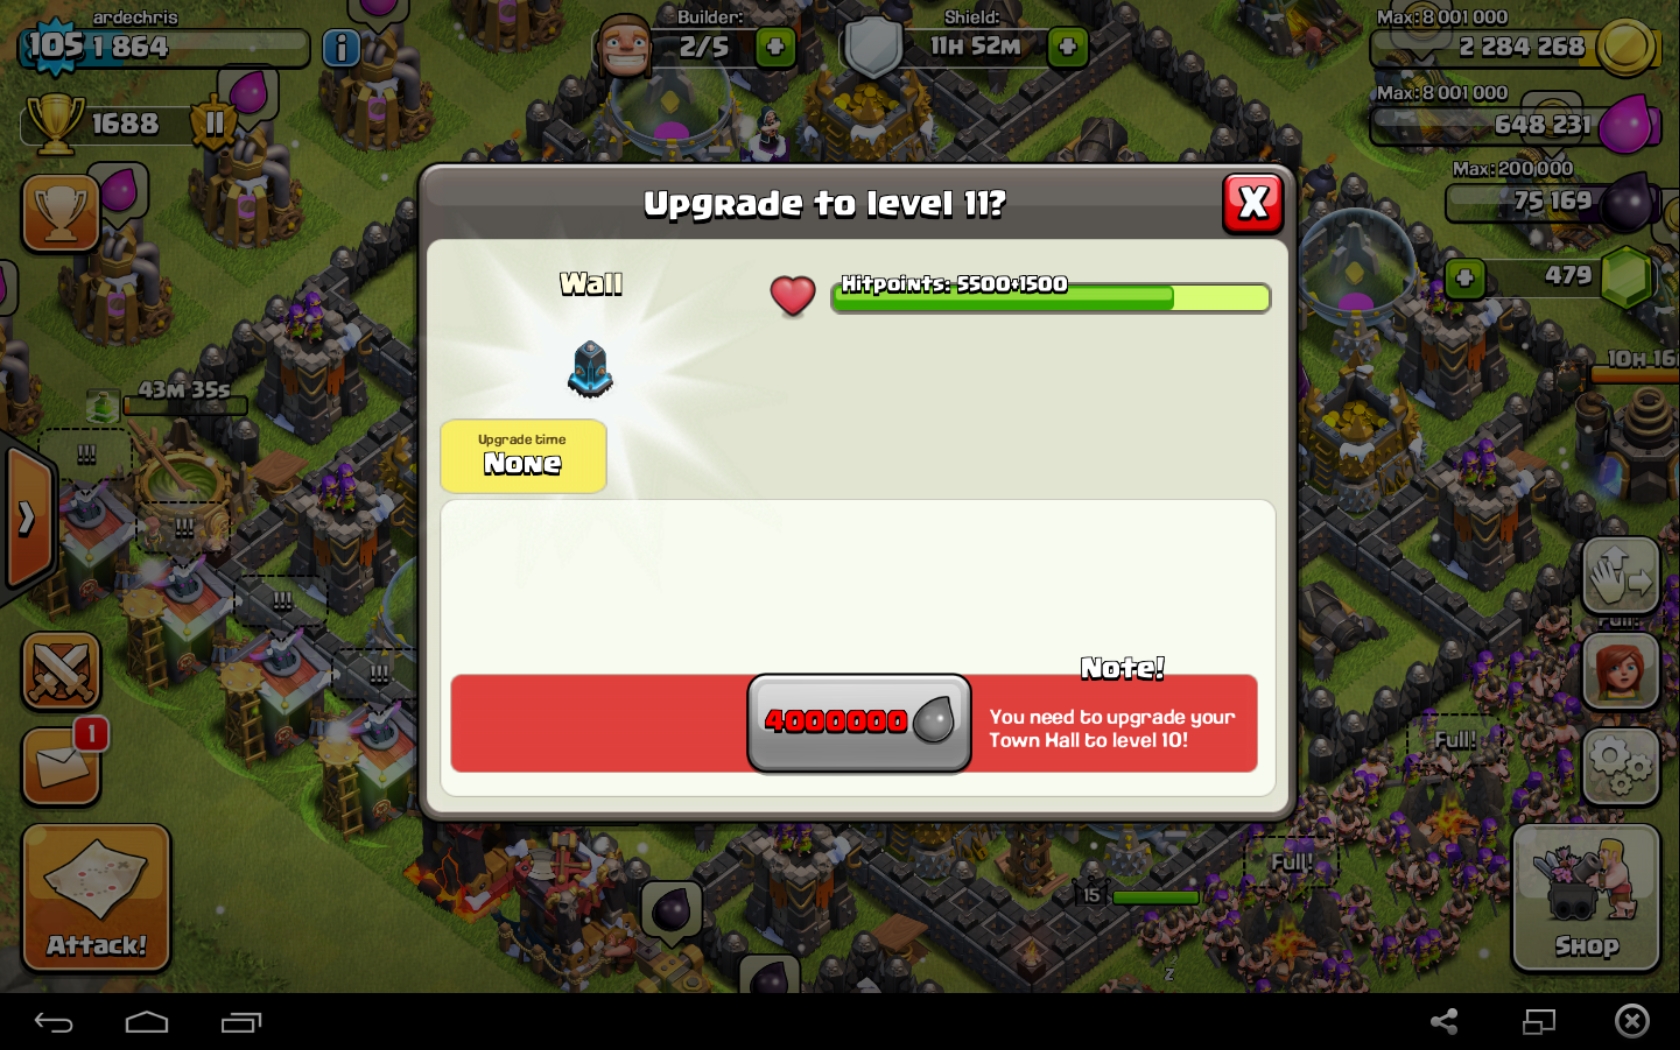 ardechris
105 1 864
i
Builder:
2/5
Shield:
11H 52M
Max: 8 001 000
2 284 268
1688
II
Max: 8 001 000
648 231
Max: 200 000
75 169
479
Upgrade to level 11?
X
Wall
Hitpoints: 5500+1500
Upgrade time
None
43M 35s
10H 16
!!!
!!!
!!!
!!!
Note!
4000000
You need to upgrade your
Town Hall to level 10!
1
Full!
Full!
Full!
15
Attack!
Shop
z